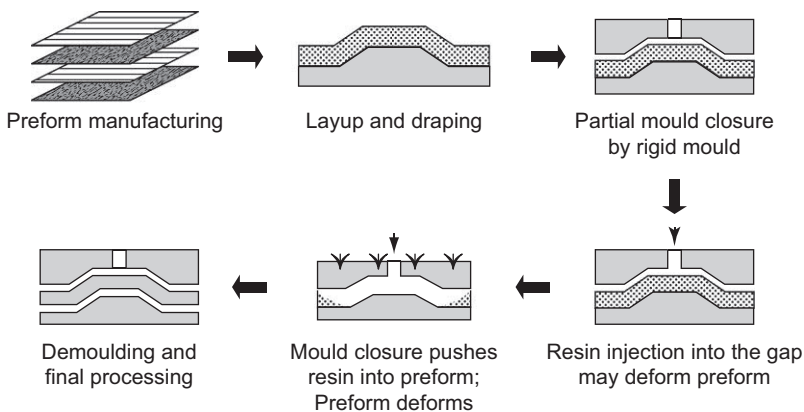 Preform manufacturing
Layup and draping
Partial mould closure
by rigid mould
Resin injection into the gap
may deform preform
Mould closure pushes
resin into preform;
Preform deforms
Demoulding and
final processing